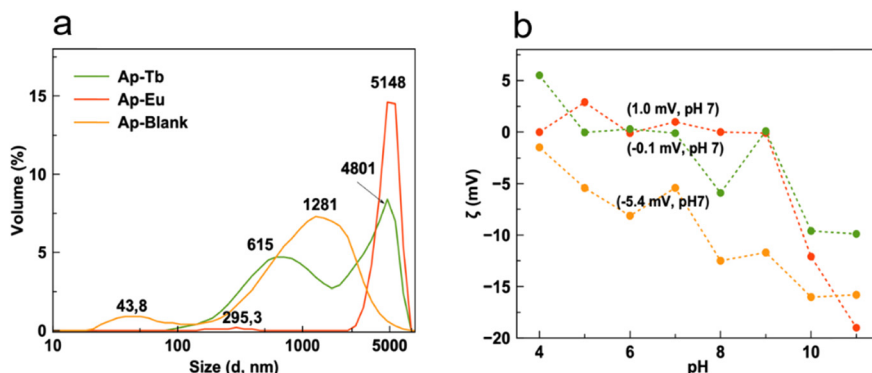 a
Ap-Tb
Ap-Eu
Ap-Blank
5148
4801
1281
615
43,8
295,3
Volume (%)
15
10
5
0
10 100 1000 5000
Size (d, nm)
b
(1.0 mV, pH 7)
(-0.1 mV, pH 7)
(-5.4 mV, pH7)
ζ (mV)
5
0
−5
−10
−15
−20
4 6 8 10
pH